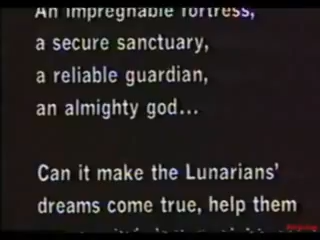 An impregnable fortress,
a secure sanctuary,
a reliable guardian,
an almighty god...
Can it make the Lunarians'
dreams come true, help them